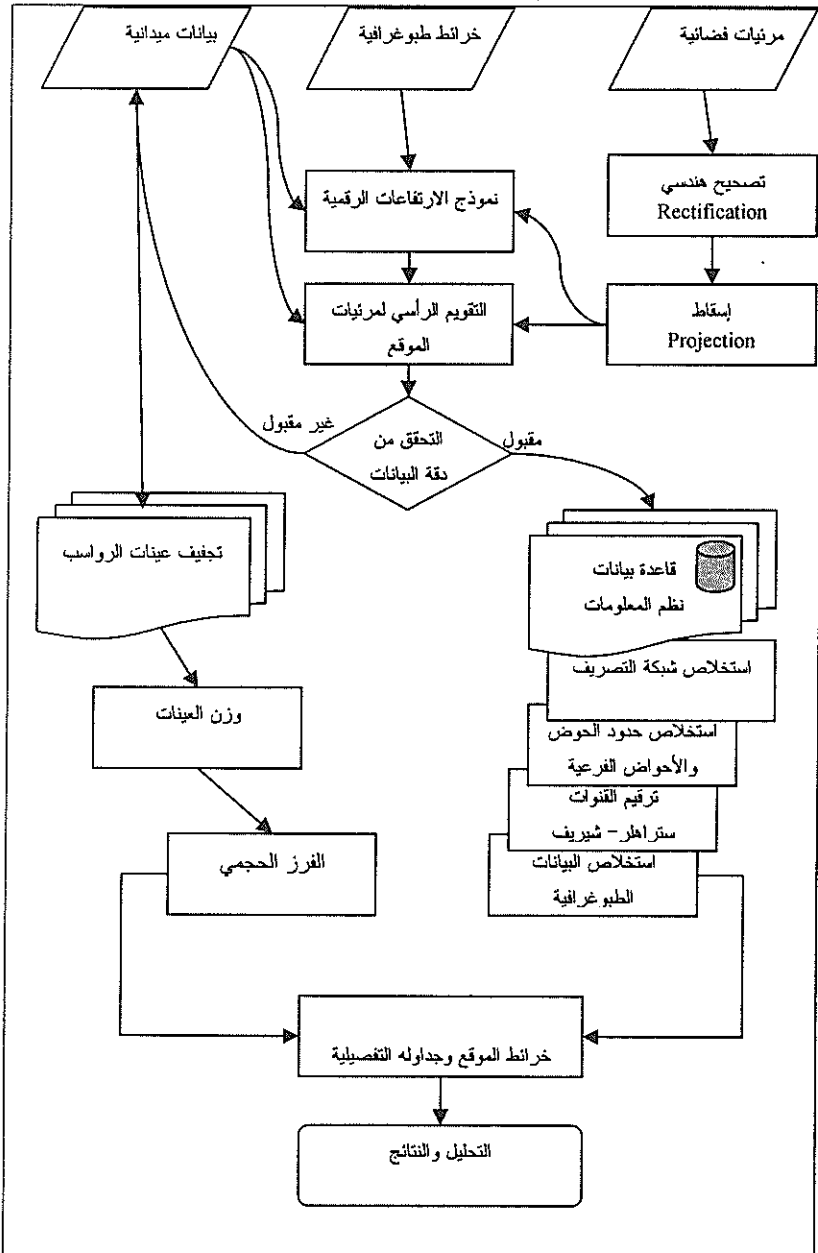 مرئيات فضائية
خرائط طبوغرافية
بيانات ميدانية
تصحيح هندسي
Rectification
نموذج الارتفاعات الرقمية
إسقاط
Projection
التقويم الرأسي لمرئيات
الموقع
مقبول
التحقق من
دقة البيانات
غير مقبول
قاعدة بيانات
نظم المعلومات
تجفيف عينات الرواسب
استخلاص شبكة التصريف
وزن العينات
استخلاص حدود الحوض
والأحواض الفرعية
ترقيم القنوات
ستراهلر- شيريف
استخلاص البيانات
الطبوغرافية
الفرز الحجمي
خرائط الموقع وجداوله التفصيلية
التحليل والنتائج